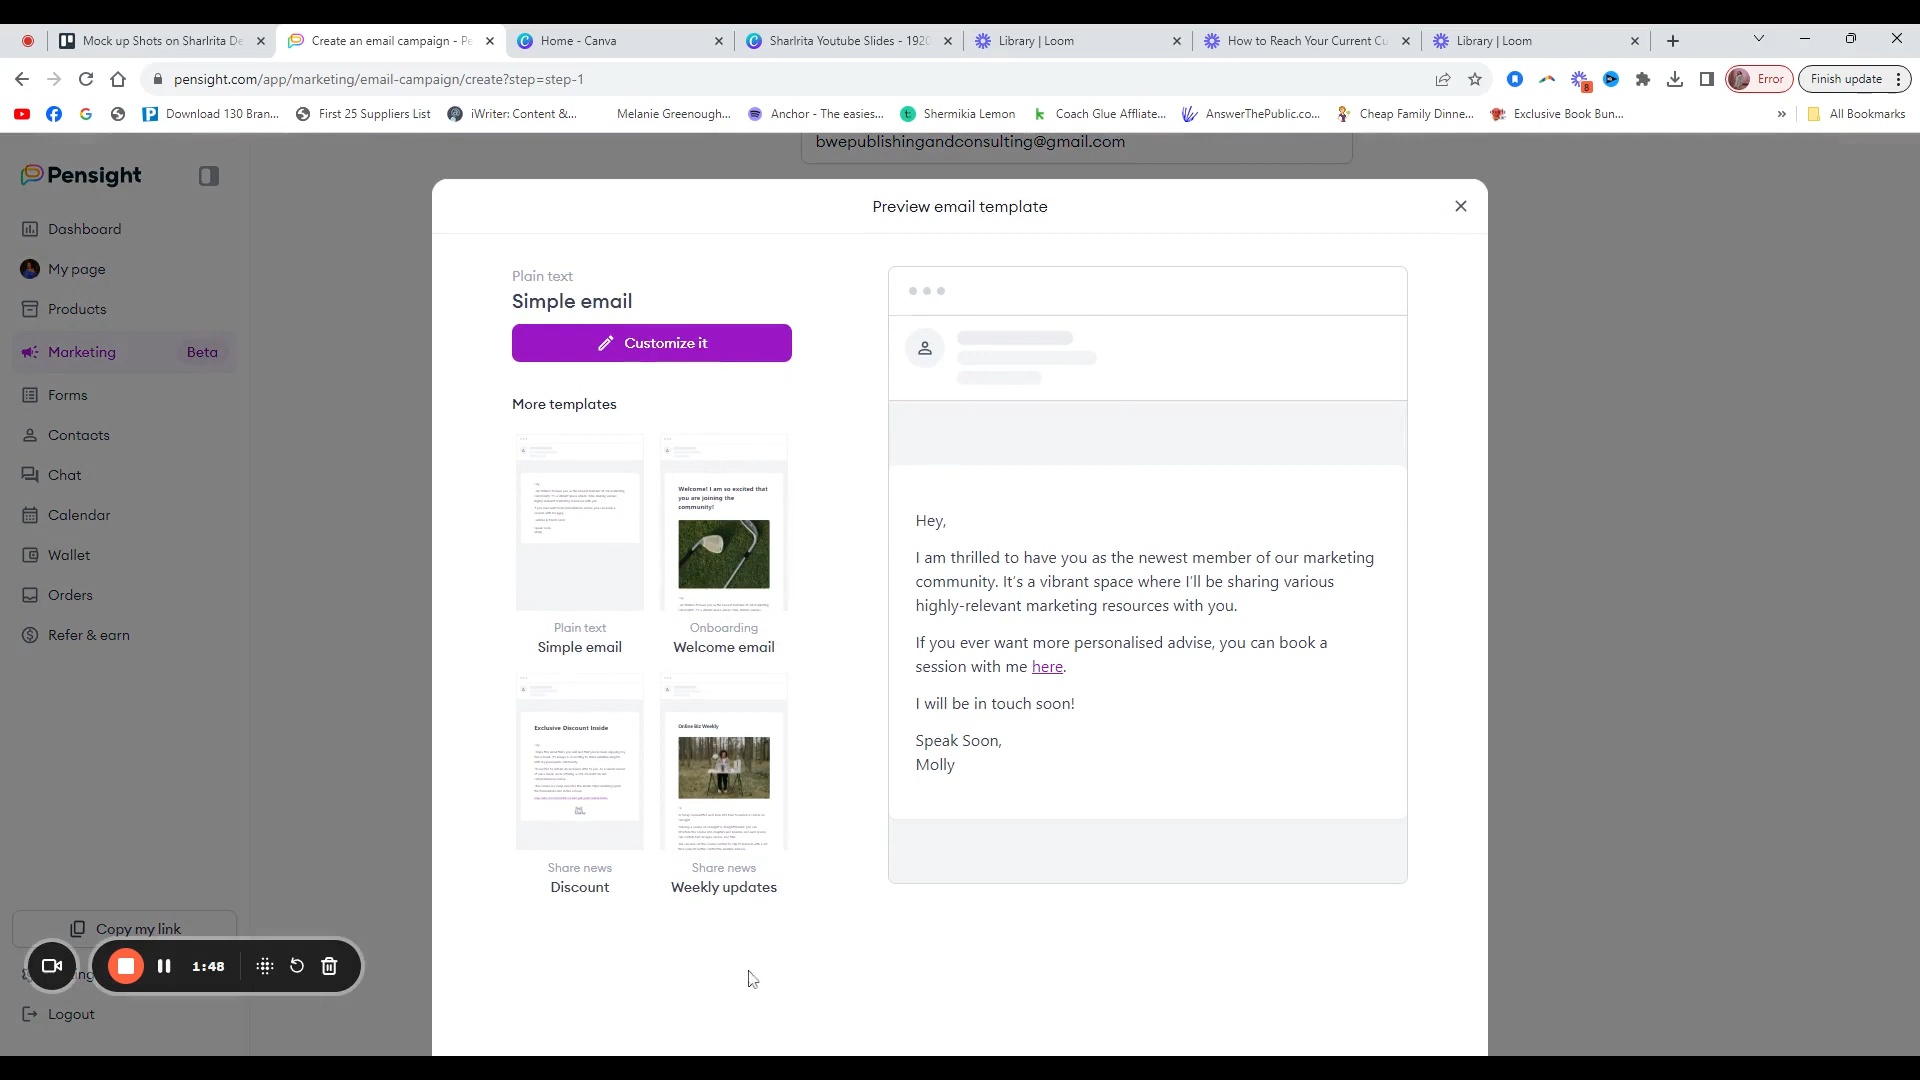 Mock up Shots on Sharlrita De
Create an email campaign - Pe
Home - Canva
Sharlrita Youtube Slides - 1920
Library | Loom
How to Reach Your Current Cu
Library | Loom
pensight.com/app/marketing/email-campaign/create?step=step-1
8
Error
Finish update
Download 130 Bran...
First 25 Suppliers List
iWriter: Content &...
Melanie Greenough...
Anchor - The easies...
Shermikia Lemon
Coach Glue Affliate...
AnswerThePublic.co...
Cheap Family Dinne...
Exclusive Book Bun...
All Bookmarks
bwepublishingandconsulting@gmail.com
Pensight
Dashboard
My page
Products
Marketing Beta
Forms
Contacts
Chat
Calendar
Wallet
Orders
Refer & earn
Copy my link
1:48
Logout
Preview email template
Plain text
Simple email
Customize it
More templates
Plain text
Simple email
Welcome! I am so excited that
you are joining the
community!
Onboarding
Welcome email
Exclusive Discount Inside
Share news
Discount
Online Biz Weekly
Share news
Weekly updates
Hey,
I am thrilled to have you as the newest member of our marketing
community. It's a vibrant space where I'll be sharing various
highly-relevant marketing resources with you.
If you ever want more personalised advise, you can book a
session with me here.
I will be in touch soon!
Speak Soon,
Molly